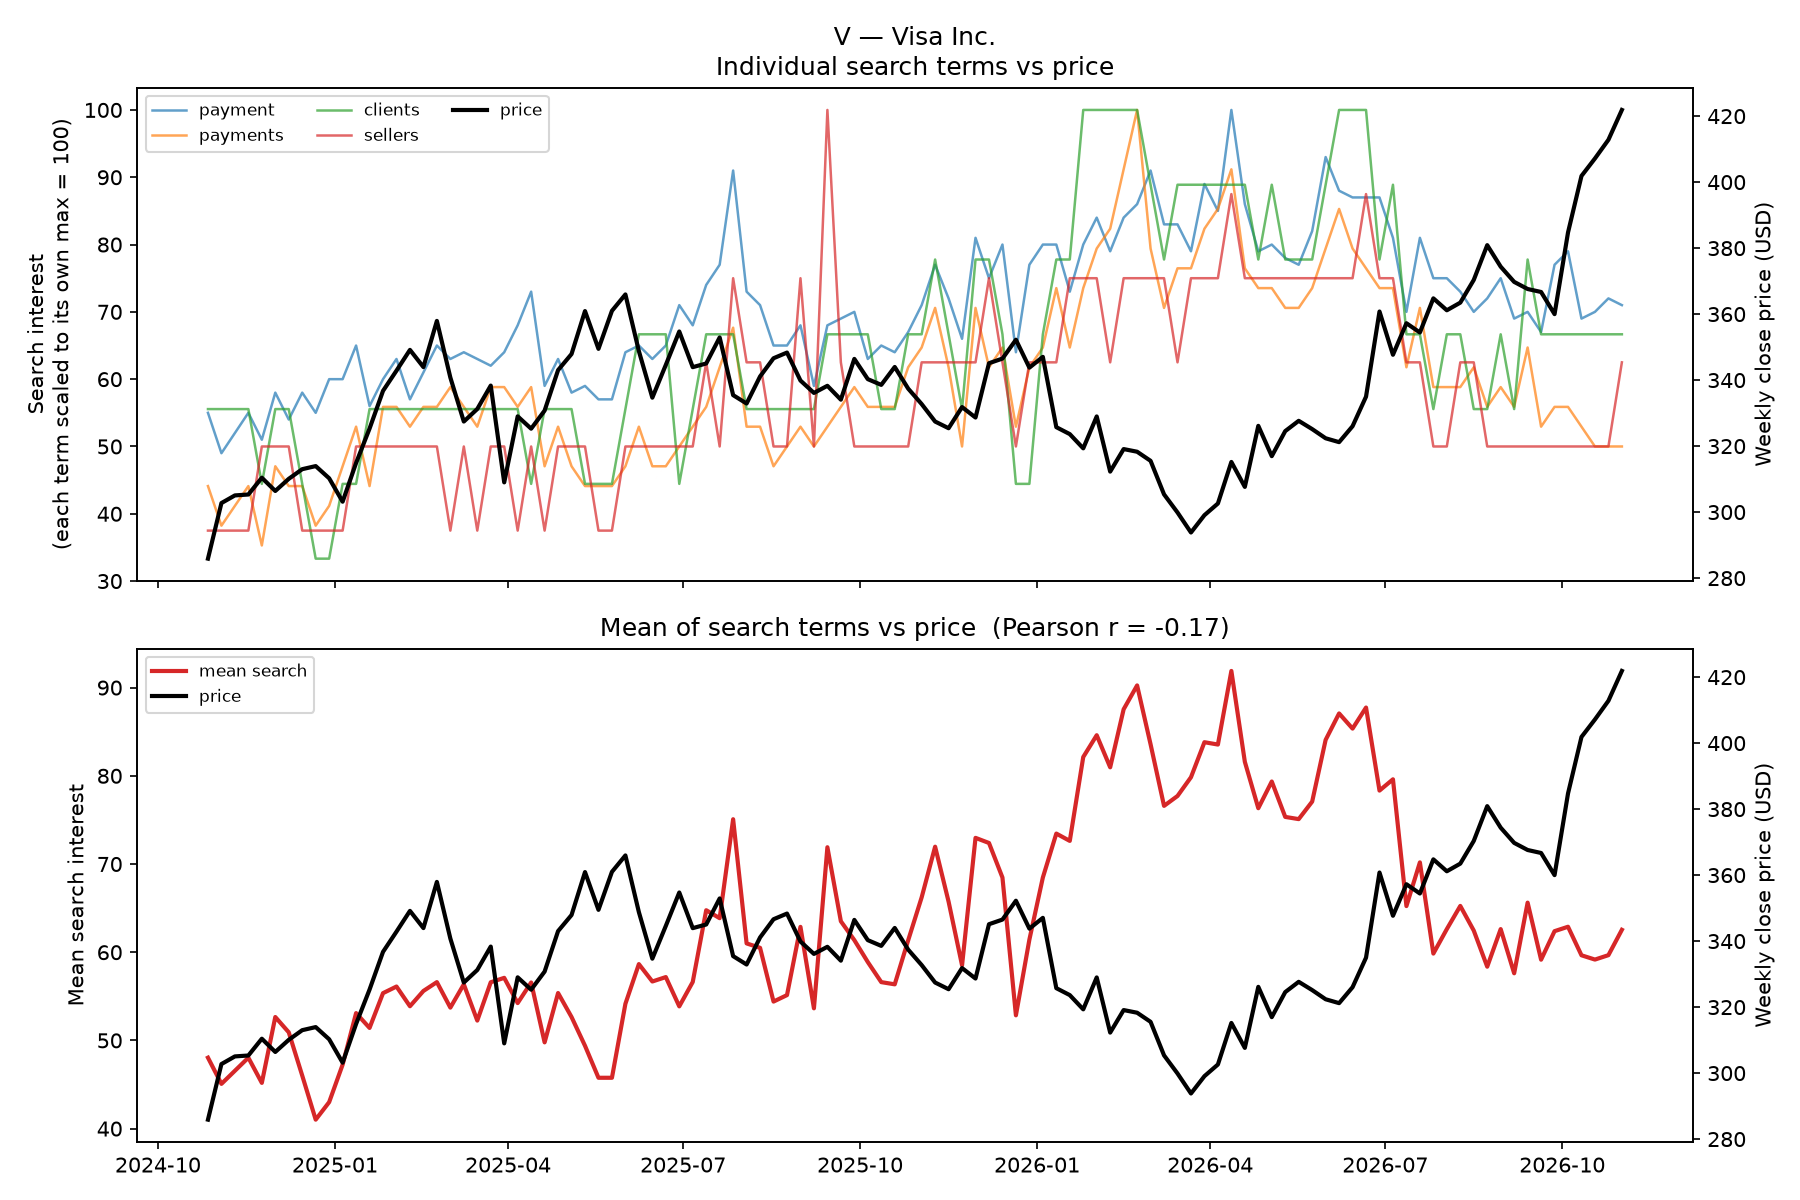 V — Visa Inc.
Individual search terms vs price
payment
payments
clients
sellers
price
Search interest
(each term scaled to its own max = 100)
100
90
80
70
60
50
40
30
420
400
380
360
340
320
300
280
Weekly close price (USD)
Mean of search terms vs price  (Pearson r = -0.17)
mean search
price
Mean search interest
90
80
70
60
50
40
420
400
380
360
340
320
300
280
Weekly close price (USD)
2024-10
2025-01
2025-04
2025-07
2025-10
2026-01
2026-04
2026-07
2026-10